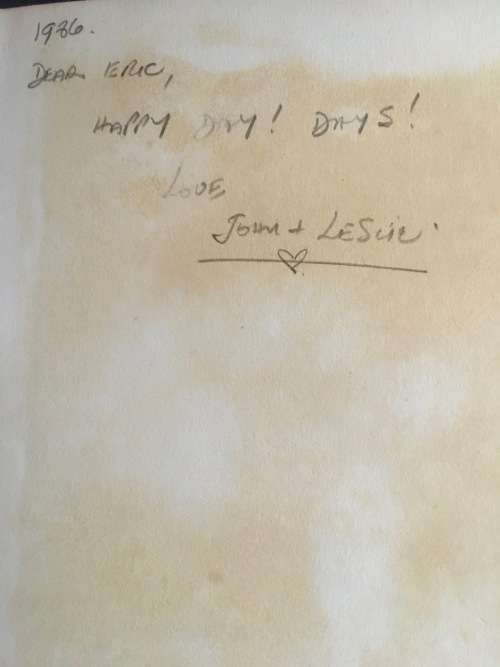 1986.
DEAR ERIC,
HAPPY DAY! DAYS!
LOVE
JOHN + LESLIE.